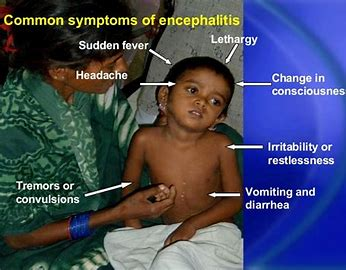 Common symptoms of encephalitis
Lethargy
Sudden fever
Headache
Change in
consciousnes
Irritability or
restlessness
Tremors or
convulsions
Vomiting and
diarrhea